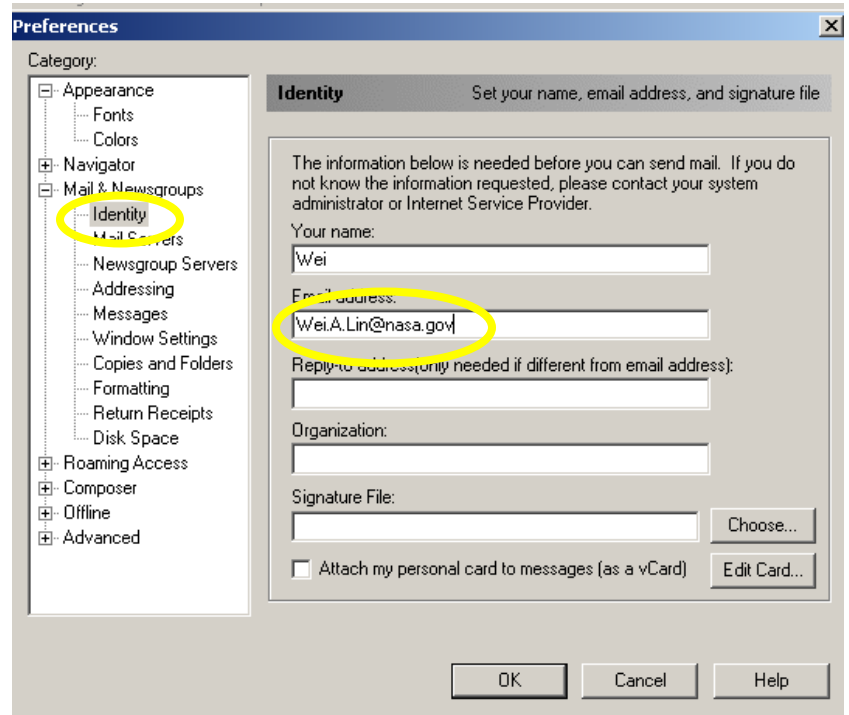 Preferences
Category:
Appearance
Fonts
Colors
Navigator
Mail & Newsgroups
Identity
Mail Servers
Newsgroup Servers
Addressing
Messages
Window Settings
Copies and Folders
Formatting
Return Receipts
Disk Space
Roaming Access
Composer
Offline
Advanced
Identity Set your name, email address, and signature file
The information below is needed before you can send mail. If you do
not know the information requested, please contact your system
administrator or Internet Service Provider.
Your name:
Wei
Email address:
Wei.A.Lin@nasa.gov
Reply-to address(only needed if different from email address):
Organization:
Signature File:
Choose...
Attach my personal card to messages (as a vCard) Edit Card...
OK Cancel Help